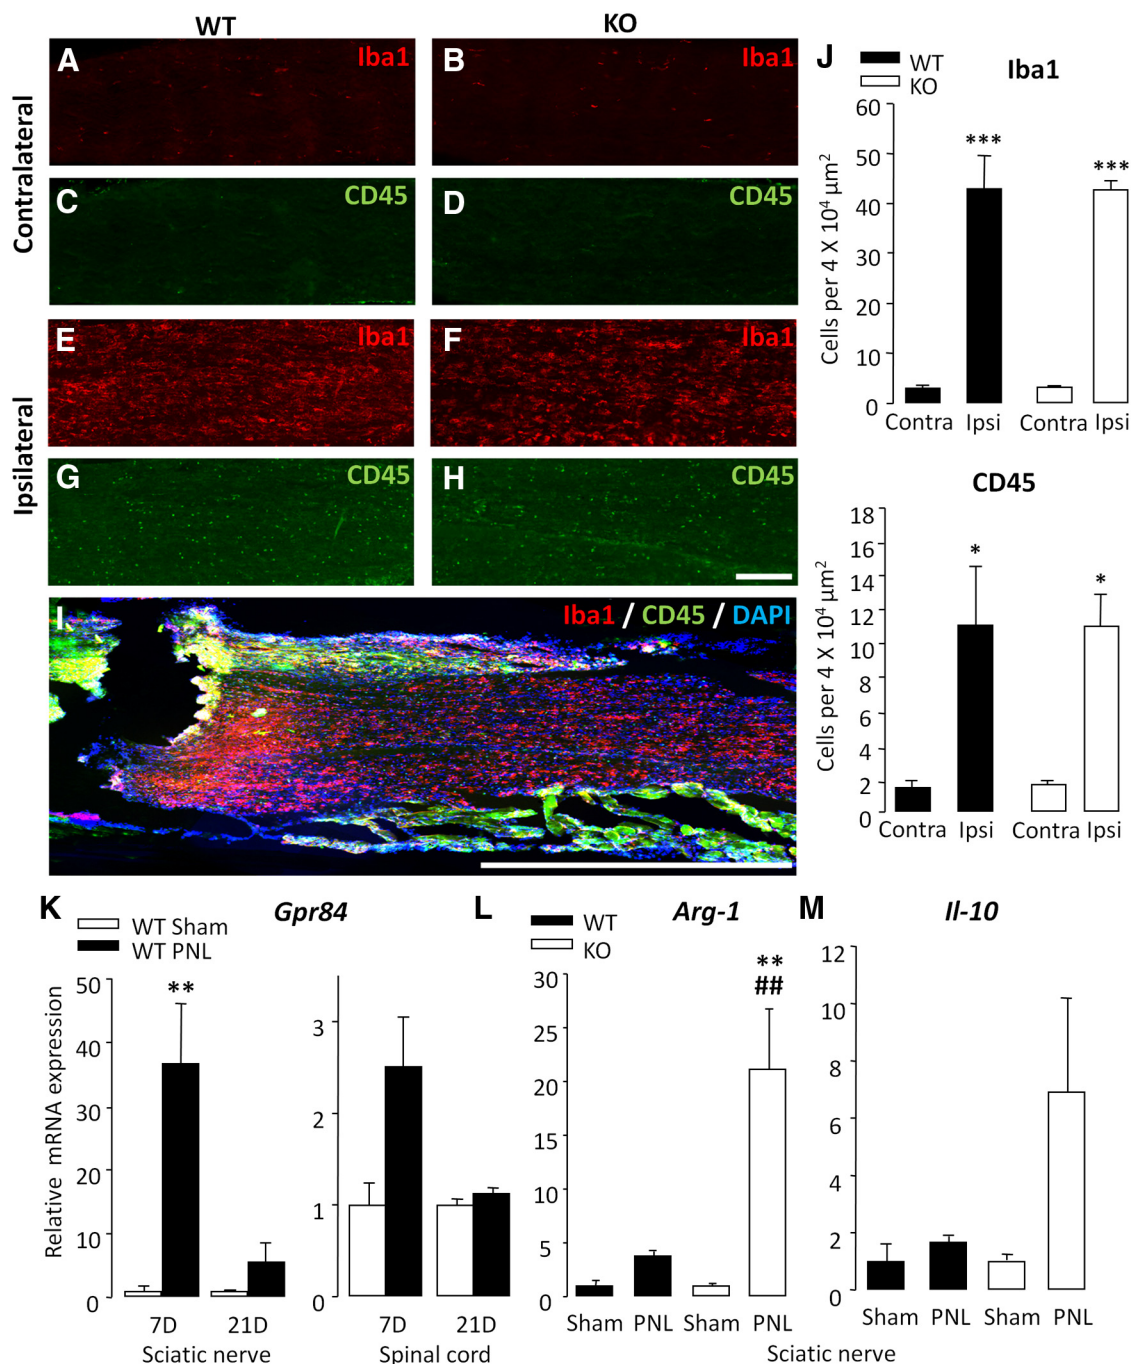 WT
KO
Contralateral
Ipsilateral
A
Iba1
B
Iba1
C
CD45
D
CD45
E
Iba1
F
Iba1
G
CD45
H
CD45
I
Iba1 / CD45 / DAPI
J
WT
KO
Iba1
Cells per 4 X 10⁴ µm²
60
50
40
30
20
10
0
***
***
Contra Ipsi Contra Ipsi
CD45
Cells per 4 X 10⁴ µm²
18
16
14
12
10
8
6
4
2
0
*
*
Contra Ipsi Contra Ipsi
K
Gpr84
WT Sham
WT PNL
Relative mRNA expression
50
40
30
20
10
0
**
7D 21D
Sciatic nerve
3
2
1
0
7D 21D
Spinal cord
L
Arg-1
WT
KO
30
25
20
15
10
5
0
**
##
Sham PNL Sham PNL
M
Il-10
12
10
8
6
4
2
0
Sham PNL Sham PNL
Sciatic nerve